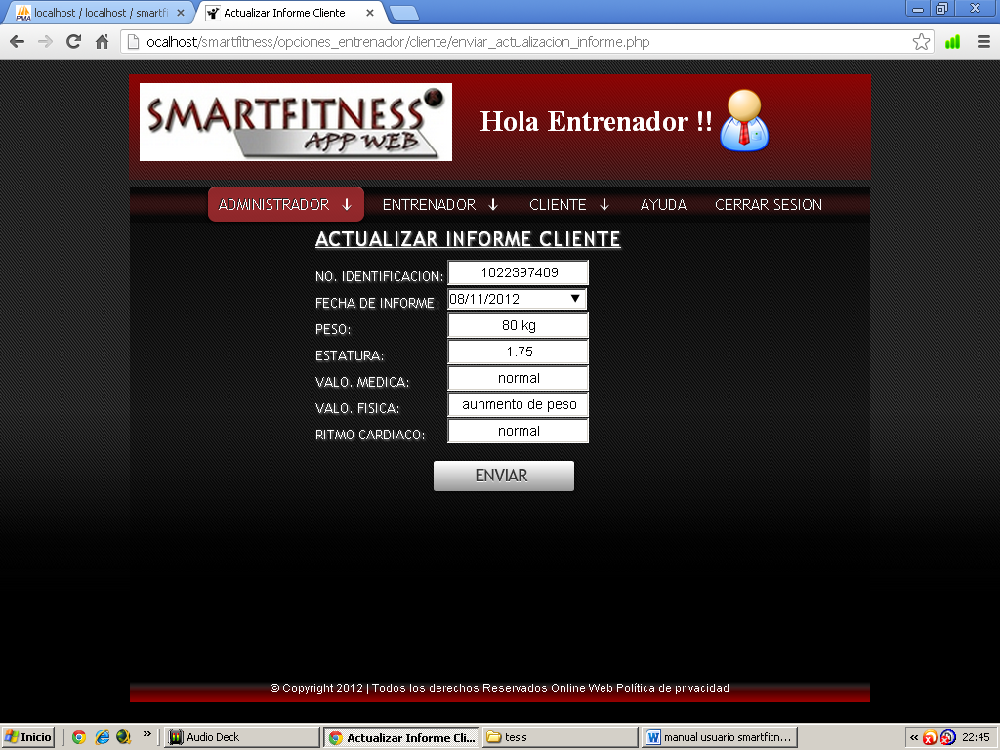 localhost / localhost / smartf
Actualizar Informe Cliente
localhost/smartfitness/opciones_entrenador/cliente/enviar_actualizacion_informe.php
SMARTFITNESS
APP WEB
Hola Entrenador !!
ADMINISTRADOR ↓ ENTRENADOR ↓ CLIENTE ↓ AYUDA CERRAR SESION
ACTUALIZAR INFORME CLIENTE
NO. IDENTIFICACION: 1022397409
FECHA DE INFORME: 08/11/2012
PESO: 80 kg
ESTATURA: 1.75
VALO. MEDICA: normal
VALO. FISICA: aunmento de peso
RITMO CARDIACO: normal
ENVIAR
© Copyright 2012 | Todos los derechos Reservados Online Web Política de privacidad
Inicio » Audio Deck Actualizar Informe Cli... tesis manual usuario smartfitn... « 22:45